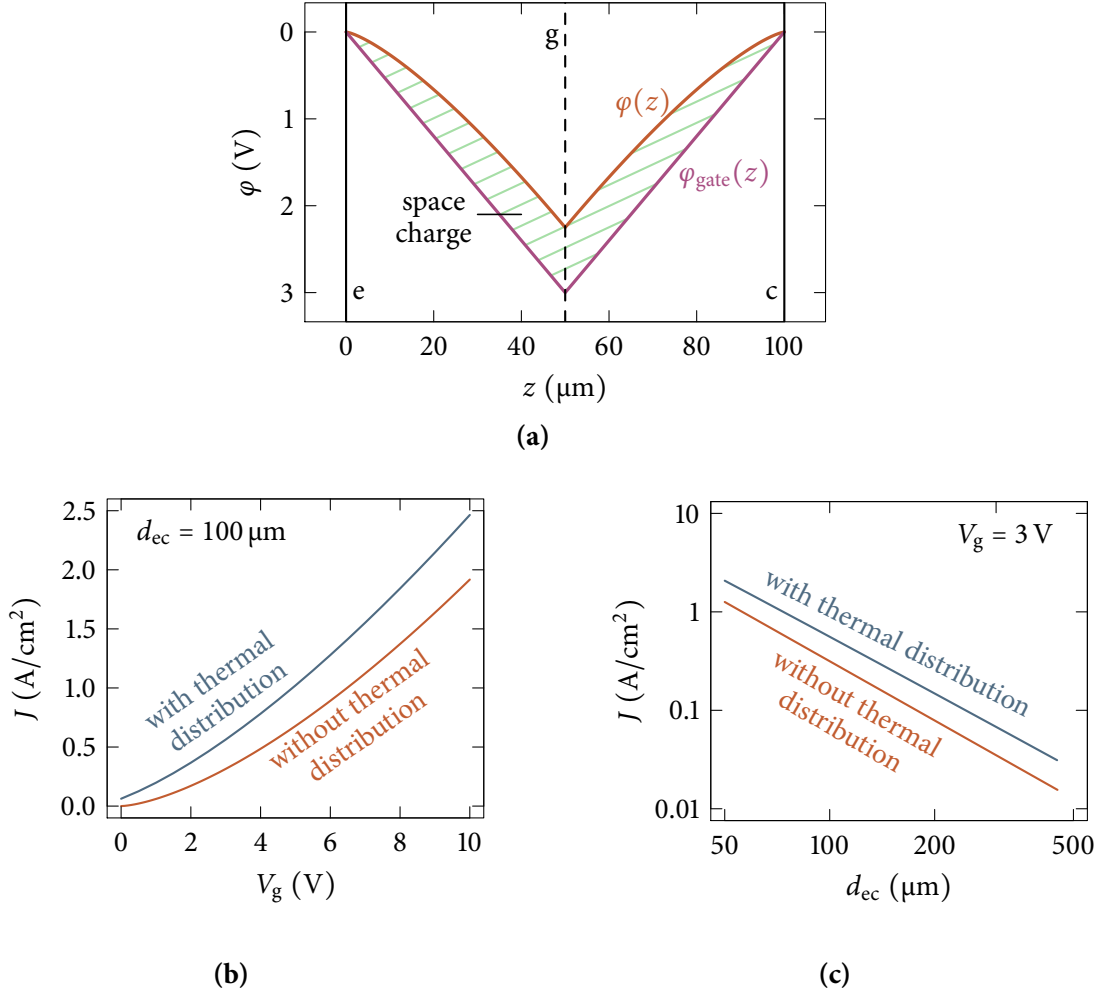 0
1
2
3
φ (V)
g
φ(z)
φgate(z)
space
charge
e
c
0 20 40 60 80 100
z (µm)
(a)
2.5
2.0
1.5
1.0
0.5
0.0
J (A/cm²)
dec = 100 µm
with thermal
distribution
without thermal
distribution
0 2 4 6 8 10
Vg (V)
(b)
10
1
0.1
0.01
J (A/cm²)
Vg = 3 V
with thermal distribution
without thermal
distribution
50 100 200 500
dec (µm)
(c)